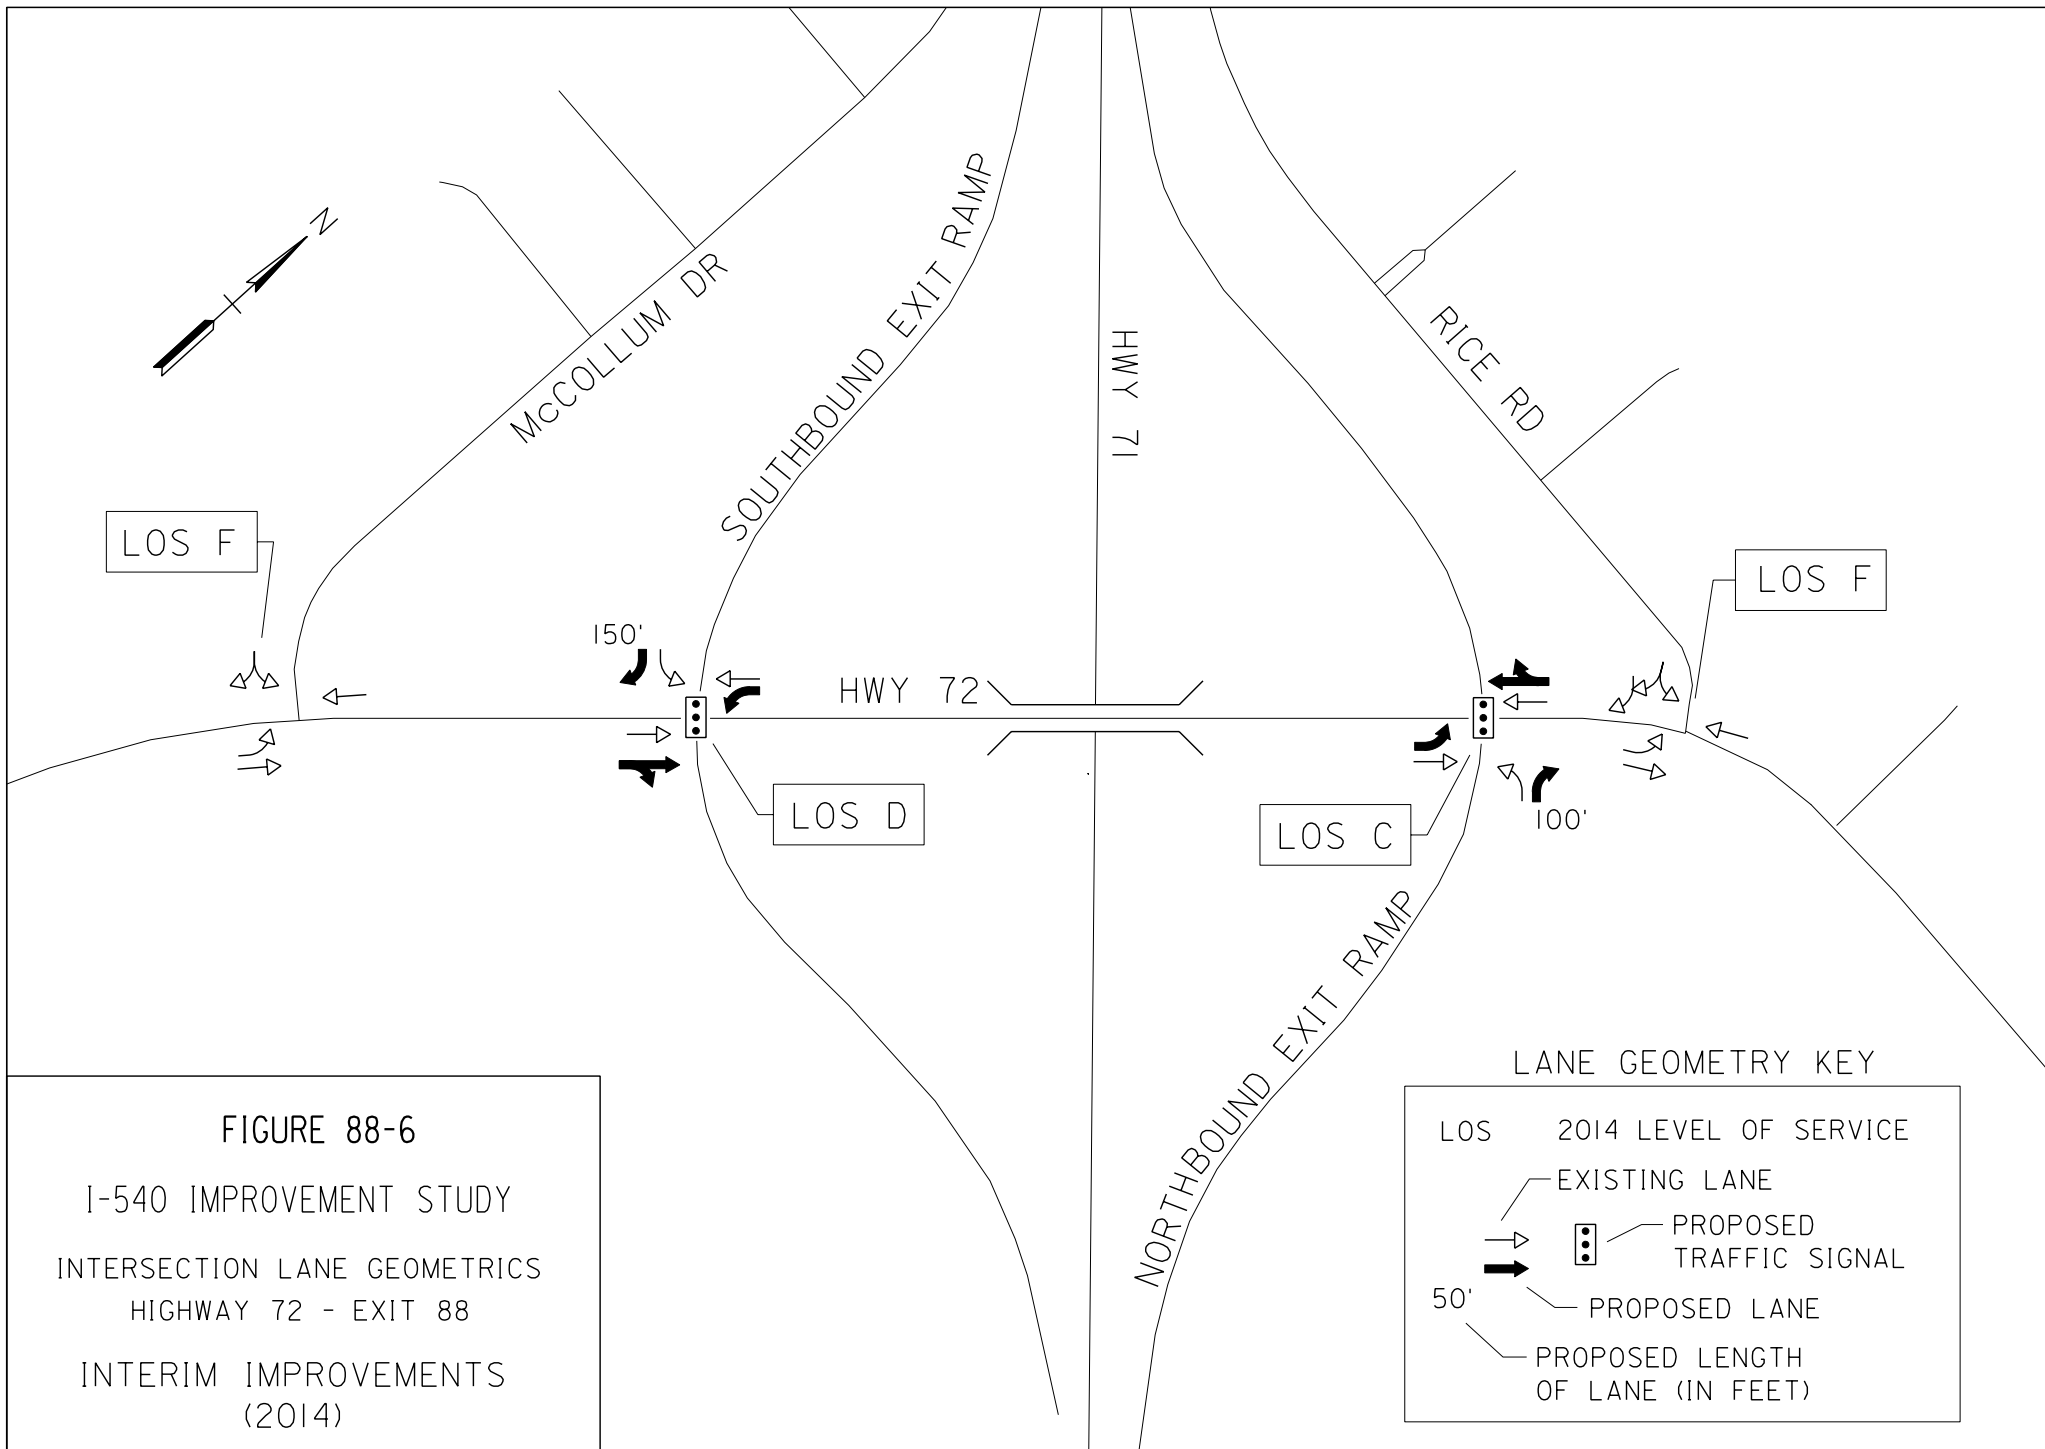 N
McCOLLUM DR
SOUTHBOUND EXIT RAMP
HWY 71
RICE RD
LOS F
LOS F
150'
HWY 72
LOS D
LOS C
100'
NORTHBOUND EXIT RAMP
LANE GEOMETRY KEY
LOS 2014 LEVEL OF SERVICE
EXISTING LANE
PROPOSED
TRAFFIC SIGNAL
50'
PROPOSED LANE
PROPOSED LENGTH
OF LANE (IN FEET)
FIGURE 88-6
I-540 IMPROVEMENT STUDY
INTERSECTION LANE GEOMETRICS
HIGHWAY 72 - EXIT 88
INTERIM IMPROVEMENTS
(2014)